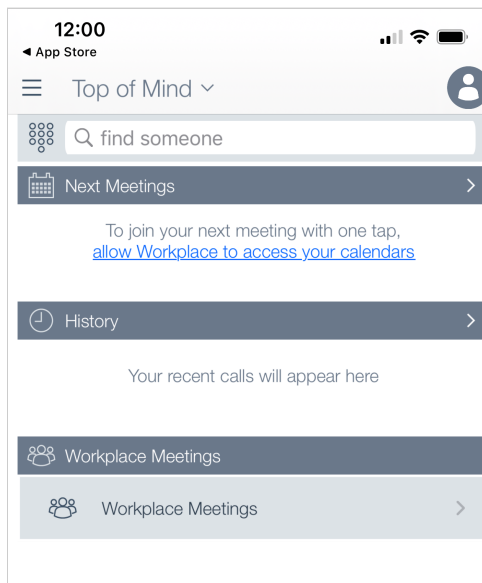 12:00
◀ App Store
Top of Mind
find someone
Next Meetings
To join your next meeting with one tap,
allow Workplace to access your calendars
History
Your recent calls will appear here
Workplace Meetings
Workplace Meetings